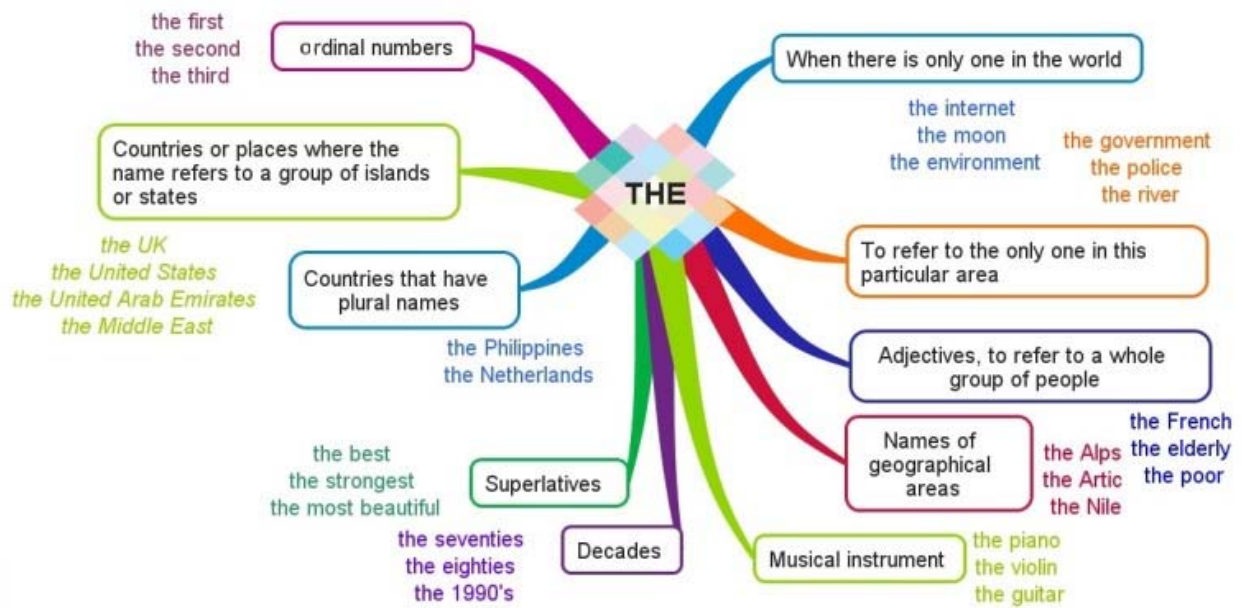 THE
the first
the second
the third
ordinal numbers
When there is only one in the world
the internet
the moon
the environment
the government
the police
the river
Countries or places where the
name refers to a group of islands
or states
the UK
the United States
the United Arab Emirates
the Middle East
To refer to the only one in this
particular area
Countries that have
plural names
the Philippines
the Netherlands
Adjectives, to refer to a whole
group of people
the French
the elderly
the poor
Names of
geographical
areas
the Alps
the Artic
the Nile
the best
the strongest
the most beautiful
Superlatives
the seventies
the eighties
the 1990's
Decades
Musical instrument
the piano
the violin
the guitar